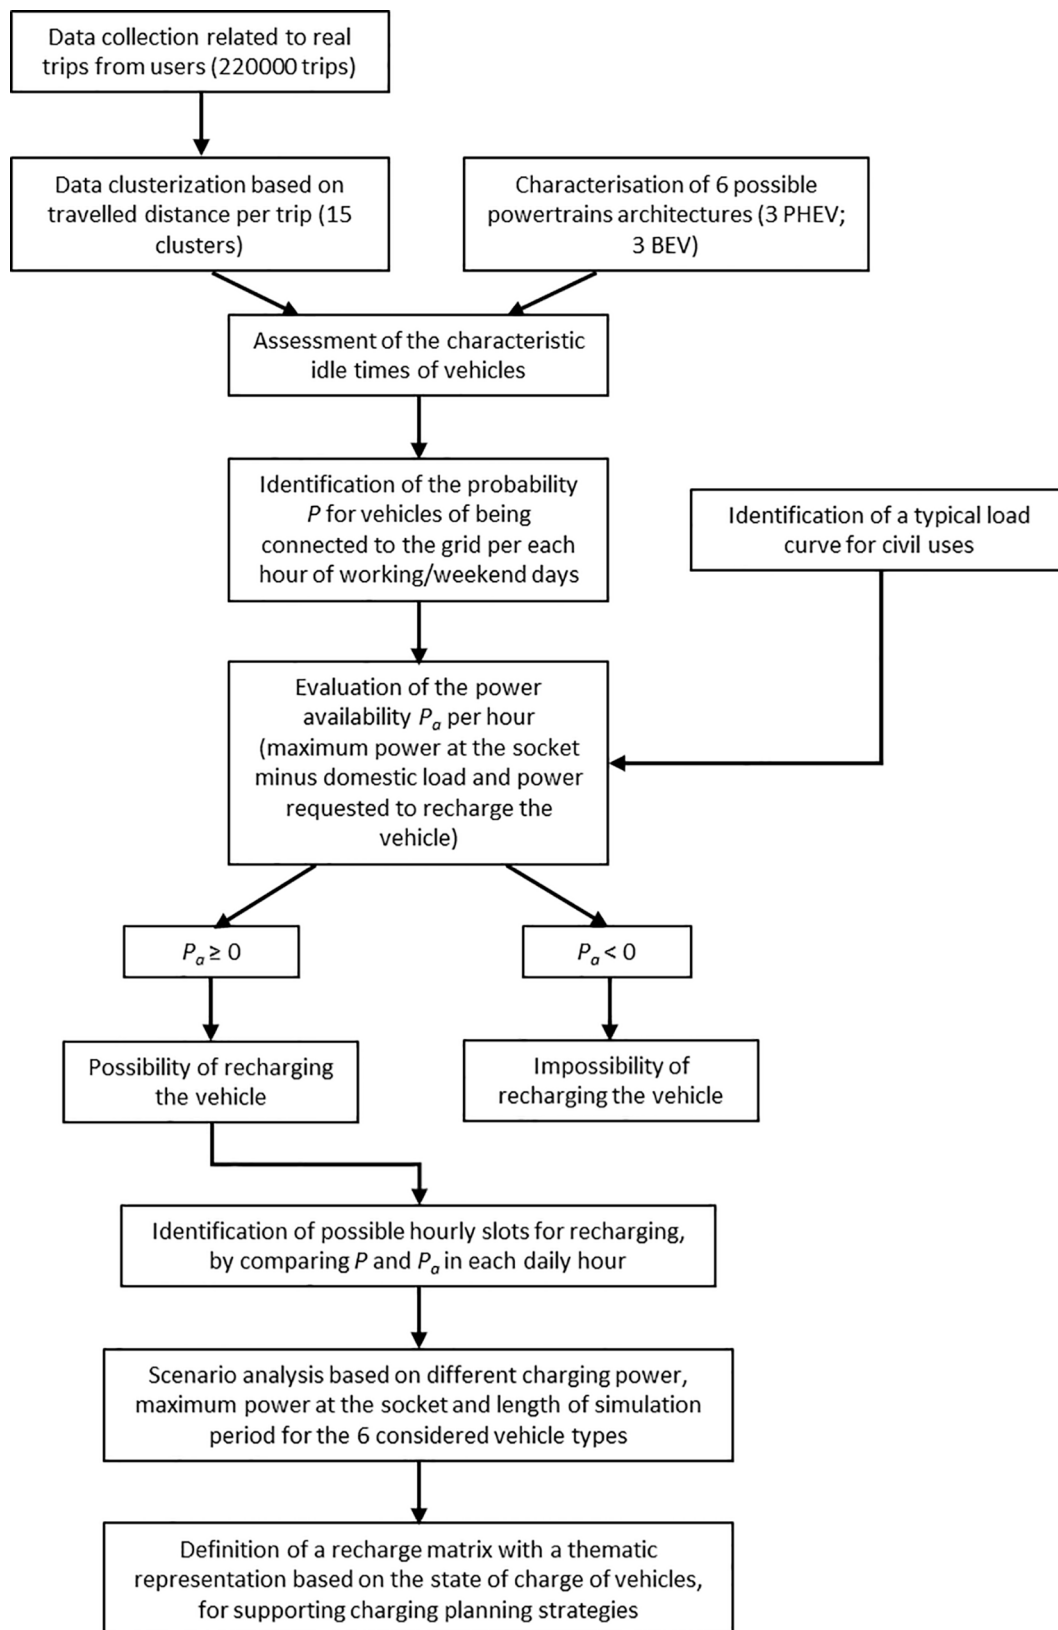 Data collection related to real
trips from users (220000 trips)
Data clusterization based on
travelled distance per trip (15
clusters)
Characterisation of 6 possible
powertrains architectures (3 PHEV;
3 BEV)
Assessment of the characteristic
idle times of vehicles
Identification of the probability
P for vehicles of being
connected to the grid per each
hour of working/weekend days
Identification of a typical load
curve for civil uses
Evaluation of the power
availability Pa per hour
(maximum power at the socket
minus domestic load and power
requested to recharge the
vehicle)
Pa ≥ 0
Pa < 0
Possibility of recharging
the vehicle
Impossibility of
recharging the vehicle
Identification of possible hourly slots for recharging,
by comparing P and Pa in each daily hour
Scenario analysis based on different charging power,
maximum power at the socket and length of simulation
period for the 6 considered vehicle types
Definition of a recharge matrix with a thematic
representation based on the state of charge of vehicles,
for supporting charging planning strategies